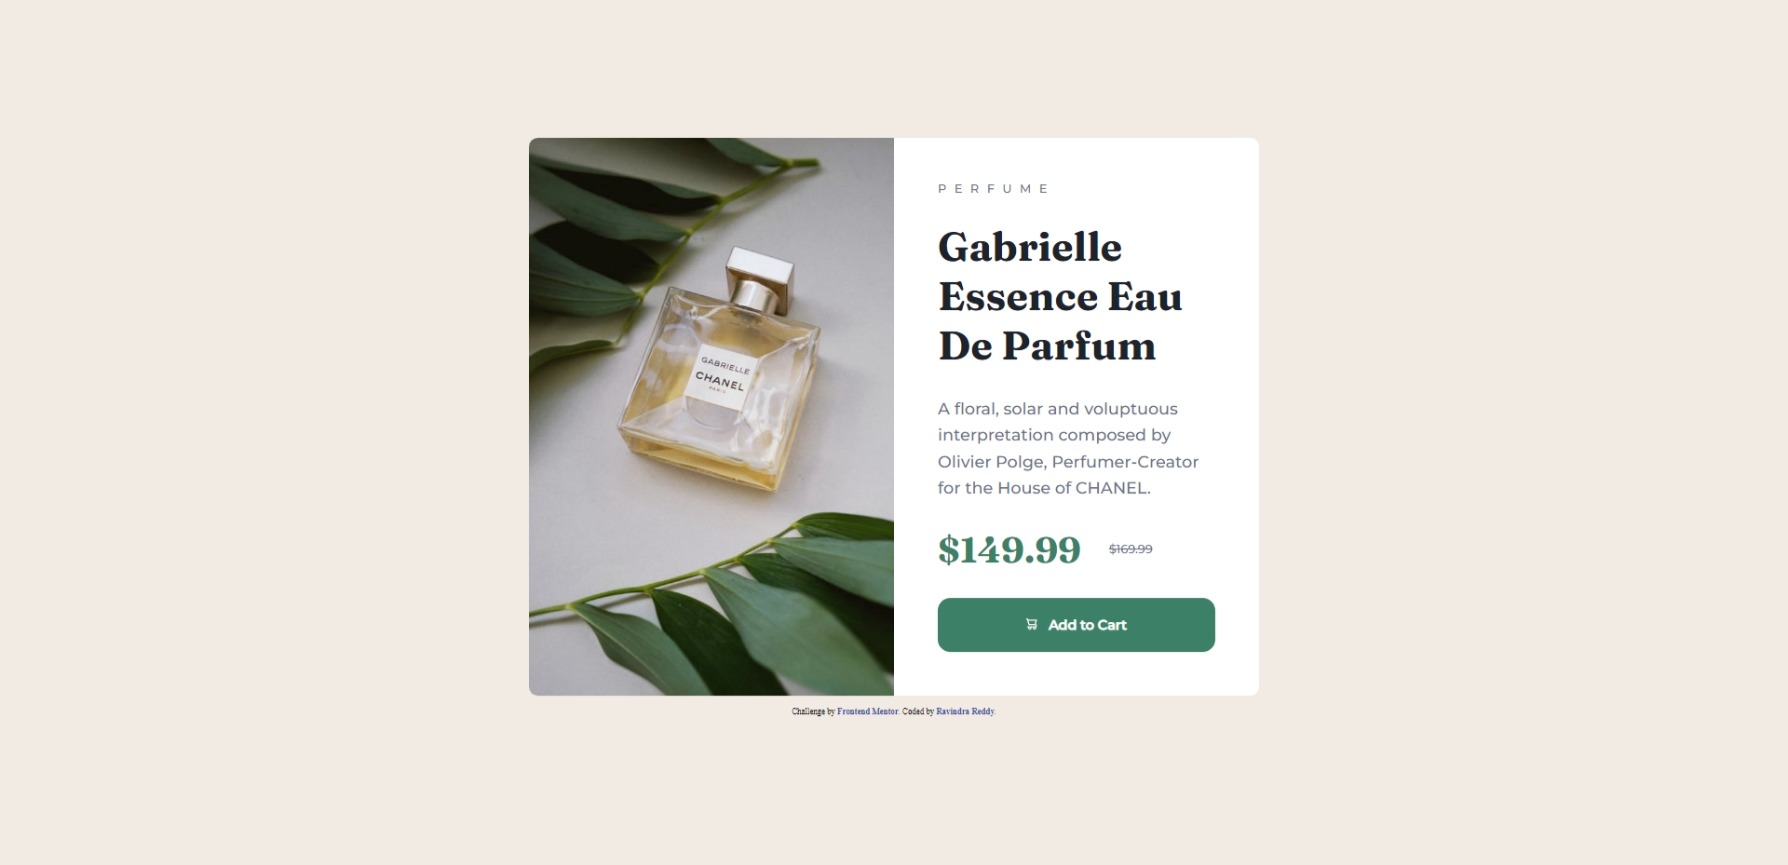 PERFUME
Gabrielle
Essence Eau
De Parfum
A floral, solar and voluptuous
interpretation composed by
Olivier Polge, Perfumer-Creator
for the House of CHANEL.
$149.99 $169.99
Add to Cart
GABRIELLE
CHANEL
PARIS
Challenge by Frontend Mentor. Coded by Ravindra Reddy.